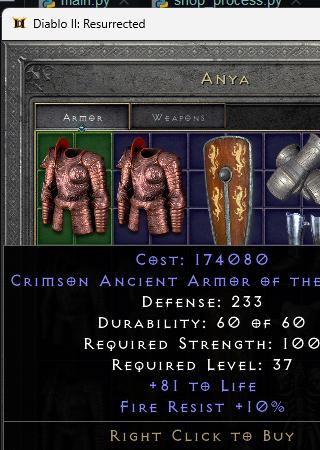 main.py
shop_process.py
Diablo II: Resurrected
ANYA
ARMOR WEAPONS
COST: 174080
CRIMSON ANCIENT ARMOR OF THE
DEFENSE: 233
DURABILITY: 60 OF 60
REQUIRED STRENGTH: 100
REQUIRED LEVEL: 37
+81 TO LIFE
FIRE RESIST +10%
RIGHT CLICK TO BUY